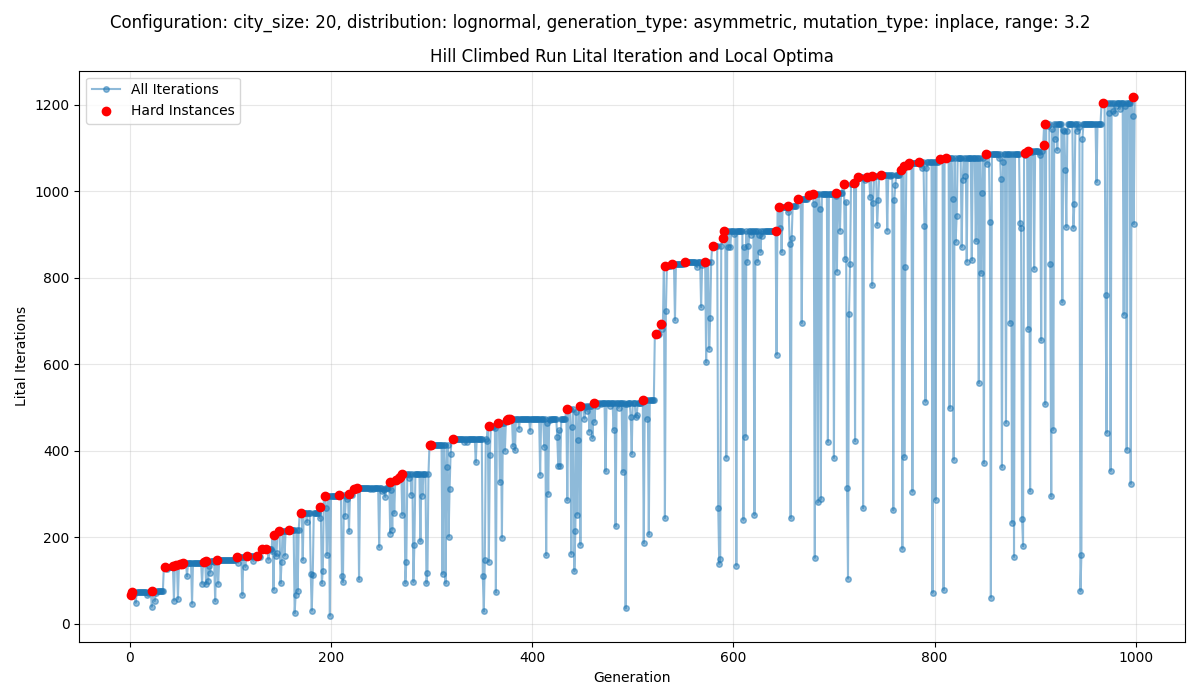 Configuration: city_size: 20, distribution: lognormal, generation_type: asymmetric, mutation_type: inplace, range: 3.2
Hill Climbed Run Lital Iteration and Local Optima
All Iterations
Hard Instances
Lital Iterations
1200
1000
800
600
400
200
0
0 200 400 600 800 1000
Generation